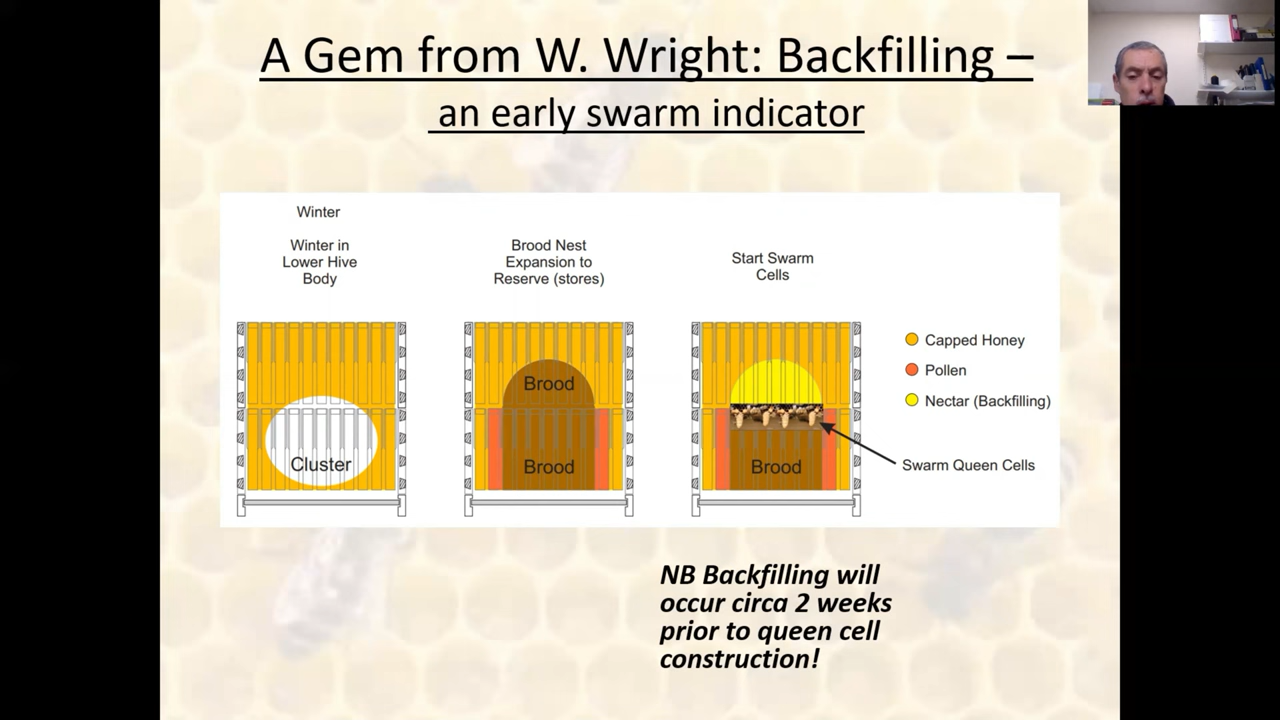 A Gem from W. Wright: Backfilling –
an early swarm indicator
Winter
Winter in
Lower Hive
Body
Brood Nest
Expansion to
Reserve (stores)
Start Swarm
Cells
Cluster
Brood
Brood
Brood
Capped Honey
Pollen
Nectar (Backfilling)
Swarm Queen Cells
NB Backfilling will
occur circa 2 weeks
prior to queen cell
construction!